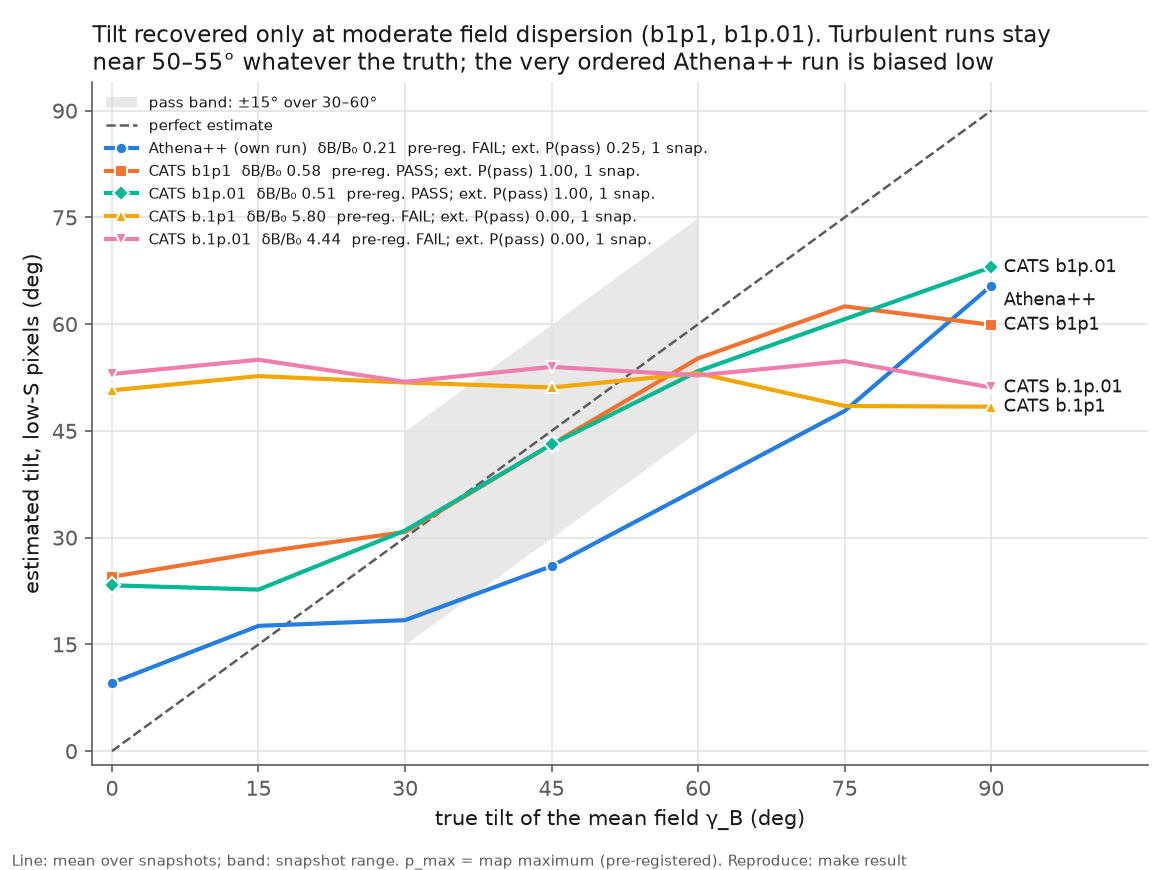 Tilt recovered only at moderate field dispersion (b1p1, b1p.01). Turbulent runs stay
near 50–55° whatever the truth; the very ordered Athena++ run is biased low
pass band: ±15° over 30–60°
perfect estimate
Athena++ (own run)  δB/B₀ 0.21  pre-reg. FAIL; ext. P(pass) 0.25, 1 snap.
CATS b1p1  δB/B₀ 0.58  pre-reg. PASS; ext. P(pass) 1.00, 1 snap.
CATS b1p.01  δB/B₀ 0.51  pre-reg. PASS; ext. P(pass) 1.00, 1 snap.
CATS b.1p1  δB/B₀ 5.80  pre-reg. FAIL; ext. P(pass) 0.00, 1 snap.
CATS b.1p.01  δB/B₀ 4.44  pre-reg. FAIL; ext. P(pass) 0.00, 1 snap.
90
75
60
45
30
15
0
estimated tilt, low-S pixels (deg)
CATS b1p.01
Athena++
CATS b1p1
CATS b.1p.01
CATS b.1p1
0 15 30 45 60 75 90
true tilt of the mean field γ_B (deg)
Line: mean over snapshots; band: snapshot range. p_max = map maximum (pre-registered). Reproduce: make result